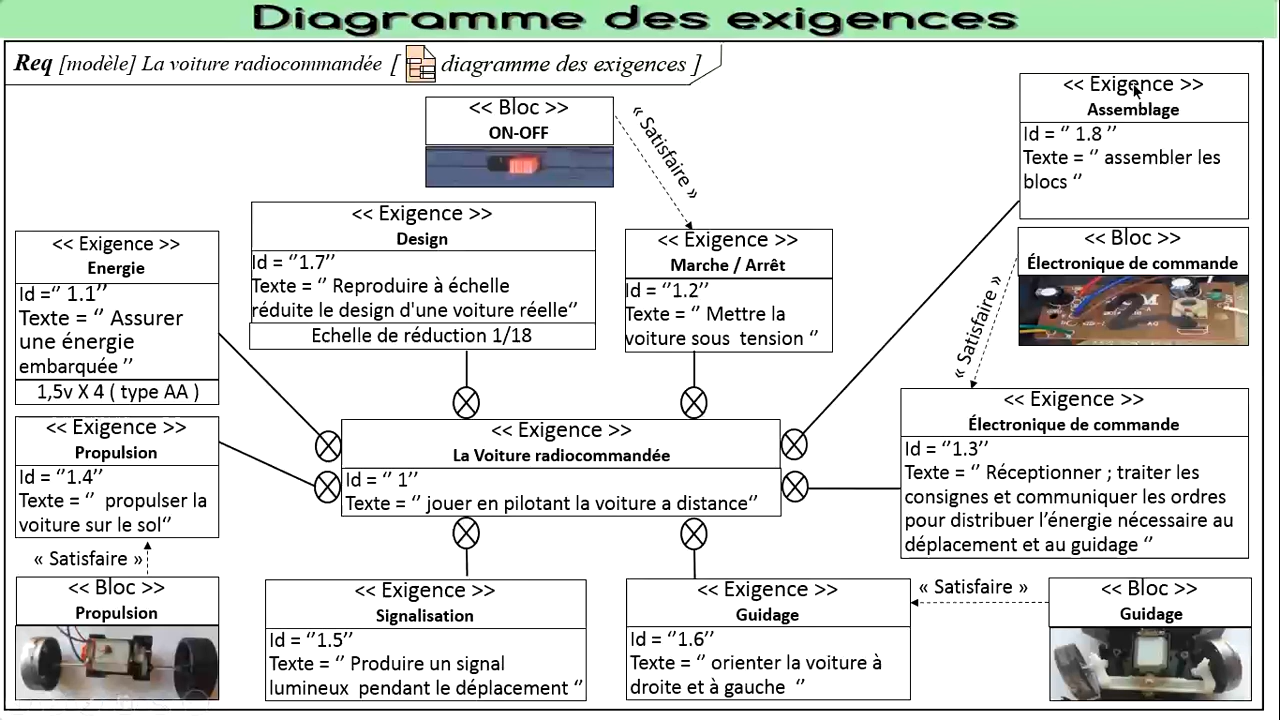 Diagramme des exigences
Req [modèle] La voiture radiocommandée [ diagramme des exigences ]
<< Bloc >>
ON-OFF
« Satisfaire »
<< Exigence >>
Assemblage
Id = ‘’ 1.8 ’’
Texte = ‘’ assembler les
blocs ‘’
<< Exigence >>
Design
Id = ‘’1.7’’
Texte = ‘’ Reproduire à échelle
réduite le design d'une voiture réelle‘’
Echelle de réduction 1/18
<< Exigence >>
Energie
Id =‘’ 1.1’’
Texte = ‘’ Assurer
une énergie
embarquée ’’
1,5v X 4 ( type AA )
<< Exigence >>
Marche / Arrêt
Id = ‘’1.2’’
Texte = ‘’ Mettre la
voiture sous tension ‘’
<< Bloc >>
Électronique de commande
« Satisfaire »
<< Exigence >>
Électronique de commande
Id = ‘’1.3’’
Texte = ‘’ Réceptionner ; traiter les
consignes et communiquer les ordres
pour distribuer l’énergie nécessaire au
déplacement et au guidage ‘’
<< Exigence >>
Propulsion
Id = ‘’1.4’’
Texte = ‘’ propulser la
voiture sur le sol‘’
« Satisfaire »
<< Bloc >>
Propulsion
<< Exigence >>
La Voiture radiocommandée
Id = ‘’ 1’’
Texte = ‘’ jouer en pilotant la voiture a distance‘’
<< Exigence >>
Signalisation
Id = ‘’1.5’’
Texte = ‘’ Produire un signal
lumineux pendant le déplacement ‘’
<< Exigence >>
Guidage
Id = ‘’1.6’’
Texte = ‘’ orienter la voiture à
droite et à gauche ‘’
« Satisfaire »
<< Bloc >>
Guidage